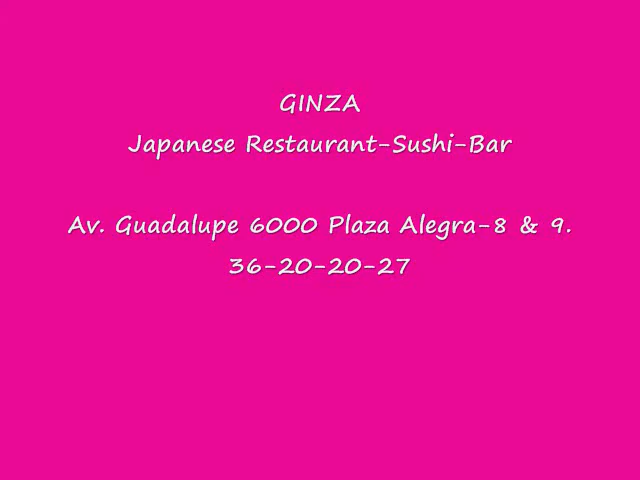 GINZA
Japanese Restaurant-Sushi-Bar
Av. Guadalupe 6000 Plaza Alegra-8 & 9.
36-20-20-27